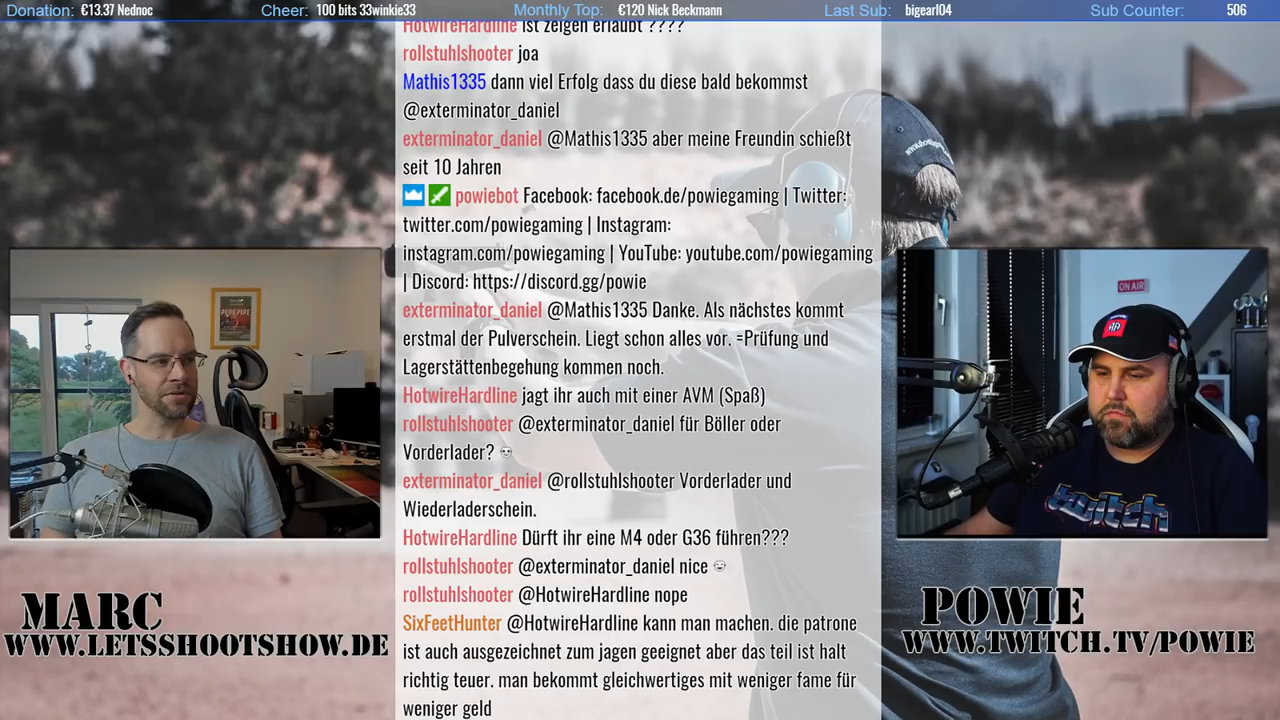 Donation: €13.37 Nednoc Cheer: 100 bits 33winkie33 Monthly Top: €120 Nick Beckmann Last Sub: bigearl04 Sub Counter: 506
HotwireHardline ist zeigen erlaubt ????
rollstuhlshooter joa
Mathis1335 dann viel Erfolg dass du diese bald bekommst
@exterminator_daniel
exterminator_daniel @Mathis1335 aber meine Freundin schießt
seit 10 Jahren
powiebot Facebook: facebook.de/powiegaming | Twitter:
twitter.com/powiegaming | Instagram:
instagram.com/powiegaming | YouTube: youtube.com/powiegaming
| Discord: https://discord.gg/powie
exterminator_daniel @Mathis1335 Danke. Als nächstes kommt
erstmal der Pulverschein. Liegt schon alles vor. =Prüfung und
Lagerstättenbegehung kommen noch.
HotwireHardline jagt ihr auch mit einer AVM (Spaß)
rollstuhlshooter @exterminator_daniel für Böller oder
Vorderlader?
exterminator_daniel @rollstuhlshooter Vorderlader und
Wiederladerschein.
HotwireHardline Dürft ihr eine M4 oder G36 führen???
rollstuhlshooter @exterminator_daniel nice
rollstuhlshooter @HotwireHardline nope
SixFeetHunter @HotwireHardline kann man machen. die patrone
ist auch ausgezeichnet zum jagen geeignet aber das teil ist halt
richtig teuer. man bekommt gleichwertiges mit weniger fame für
weniger geld
ON AIR
twitch
MARC
WWW.LETSSHOOTSHOW.DE
POWIE
WWW.TWITCH.TV/POWIE